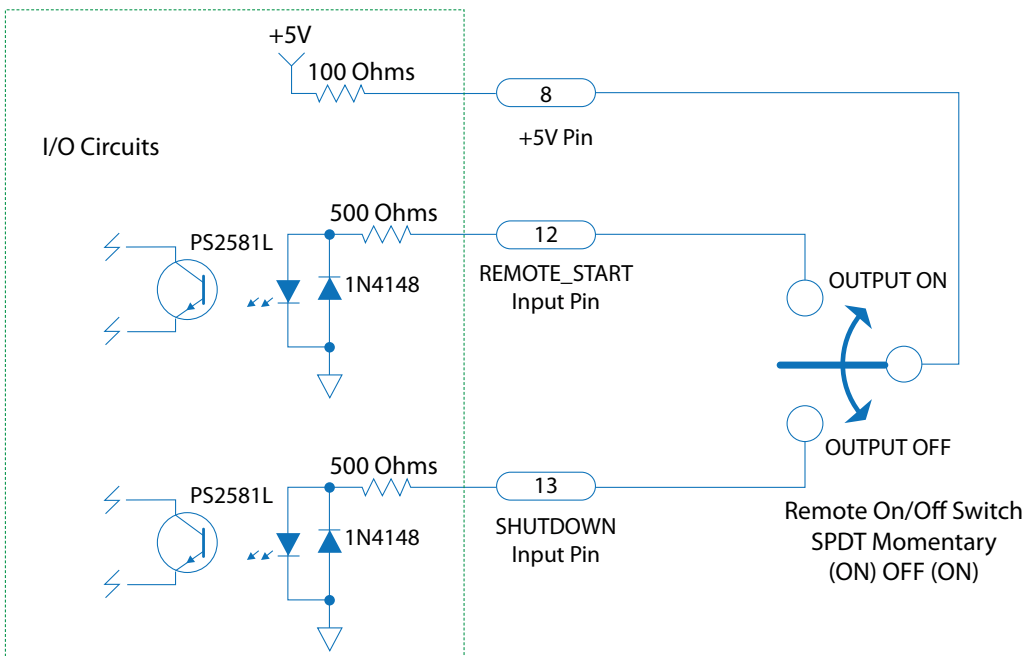 +5V
100 Ohms
8
+5V Pin
I/O Circuits
500 Ohms
12
PS2581L
1N4148
REMOTE_START
Input Pin
OUTPUT ON
OUTPUT OFF
500 Ohms
13
PS2581L
1N4148
SHUTDOWN
Input Pin
Remote On/Off Switch
SPDT Momentary
(ON) OFF (ON)